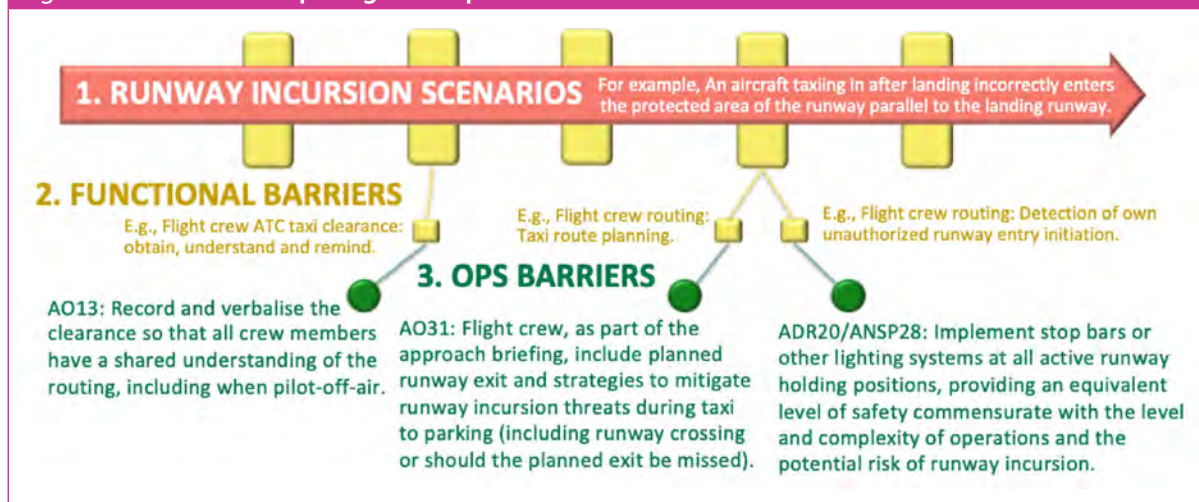 1. RUNWAY INCURSION SCENARIOS
For example, An aircraft taxiing in after landing incorrectly enters
the protected area of the runway parallel to the landing runway.
2. FUNCTIONAL BARRIERS
E.g., Flight crew ATC taxi clearance:
obtain, understand and remind.
E.g., Flight crew routing:
Taxi route planning.
E.g., Flight crew routing: Detection of own
unauthorized runway entry initiation.
3. OPS BARRIERS
AO13: Record and verbalise the
clearance so that all crew members
have a shared understanding of the
routing, including when pilot-off-air.
AO31: Flight crew, as part of the
approach briefing, include planned
runway exit and strategies to mitigate
runway incursion threats during taxi
to parking (including runway crossing
or should the planned exit be missed).
ADR20/ANSP28: Implement stop bars or
other lighting systems at all active runway
holding positions, providing an equivalent
level of safety commensurate with the level
and complexity of operations and the
potential risk of runway incursion.